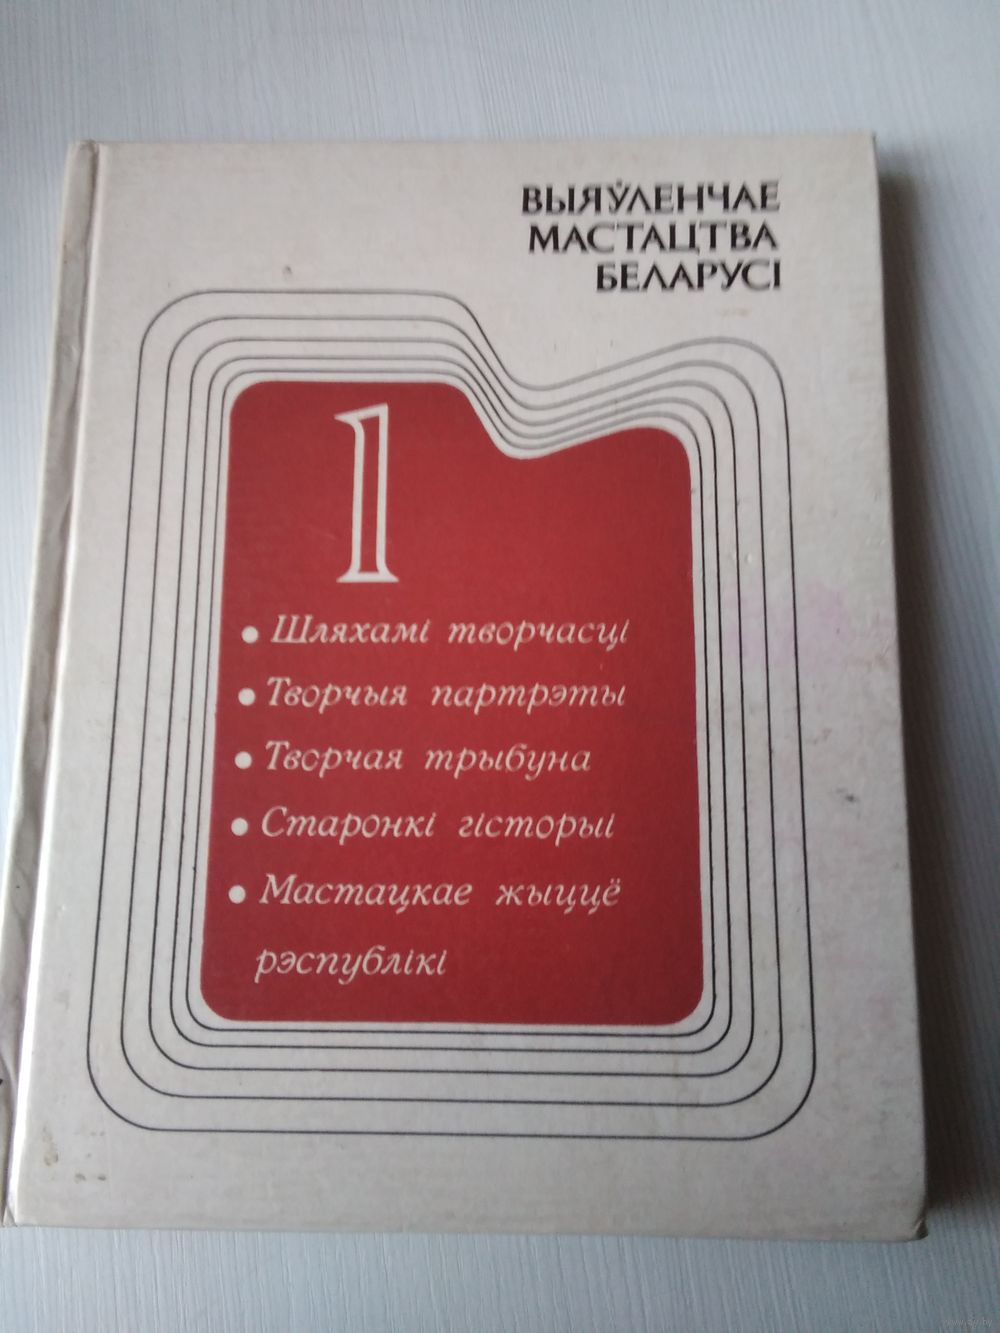 ВЫЯЎЛЕНЧАЕ
МАСТАЦТВА
БЕЛАРУСІ
1
• Шляхамі творчасці
• Творчыя партрэты
• Творчая трыбуна
• Старонкі гісторыі
• Мастацкае жыццё
рэспублікі